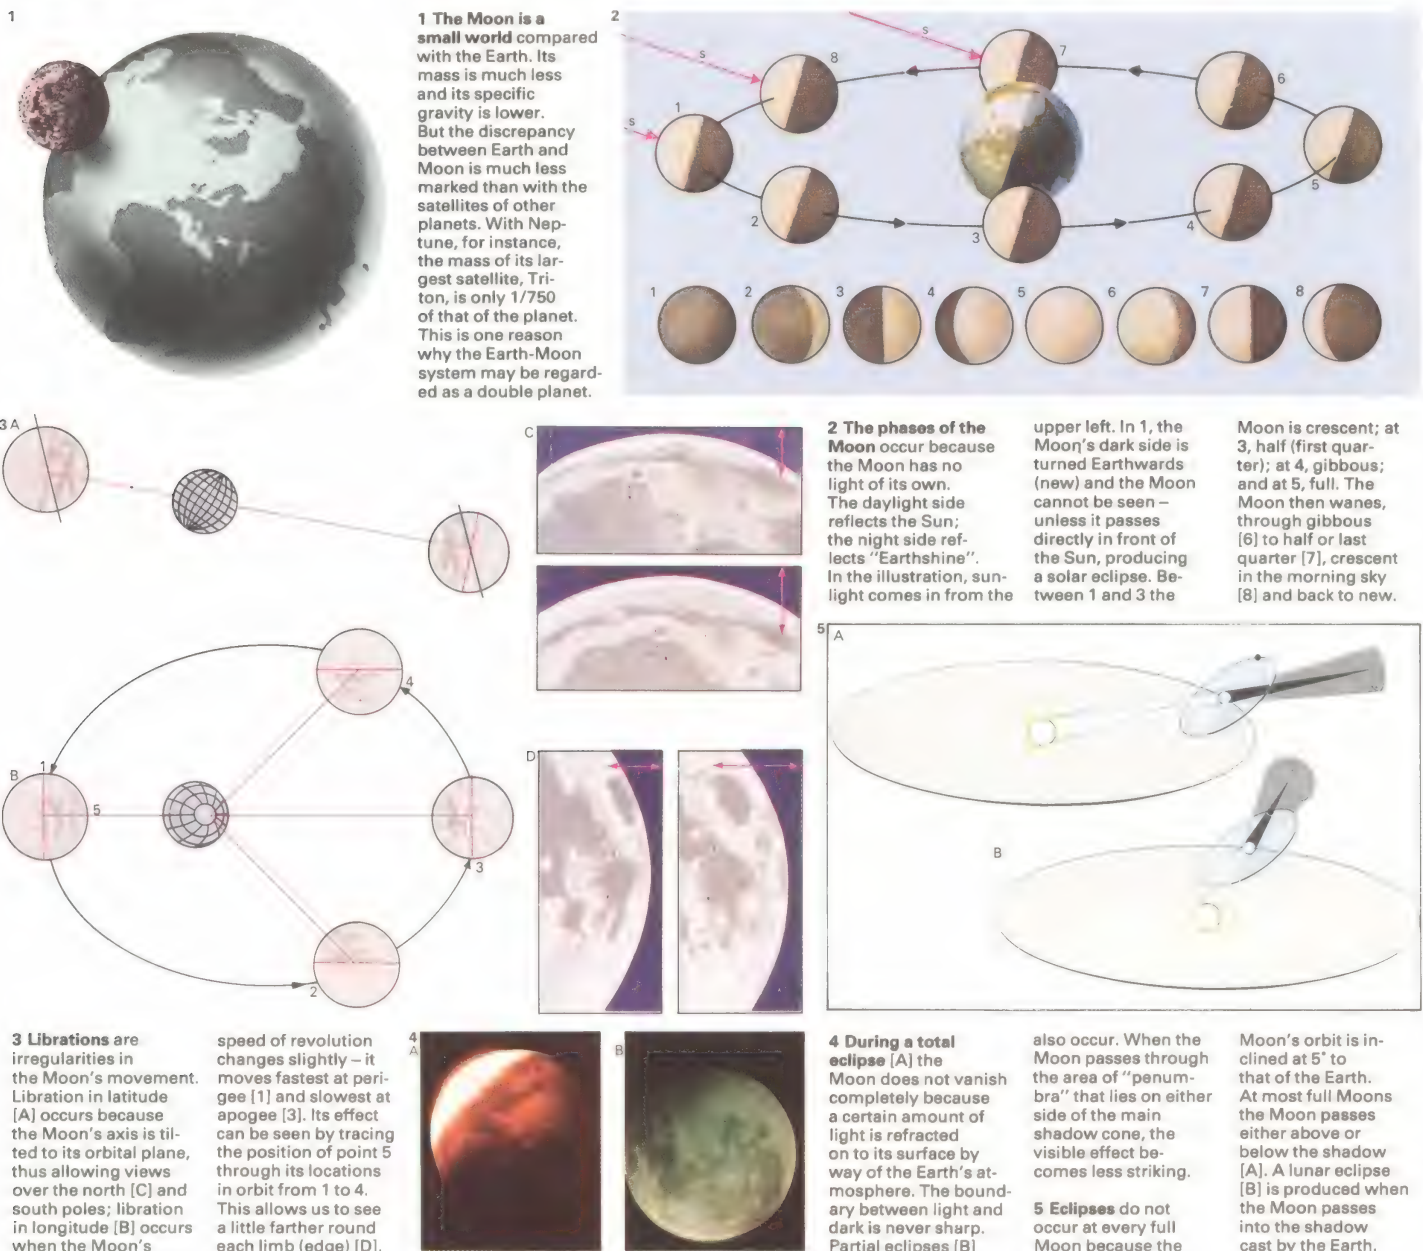 1
1 The Moon is a
small world compared
with the Earth. Its
mass is much less
and its specific
gravity is lower.
But the discrepancy
between Earth and
Moon is much less
marked than with the
satellites of other
planets. With Nep-
tune, for instance,
the mass of its lar-
gest satellite, Tri-
ton, is only 1/750
of that of the planet.
This is one reason
why the Earth-Moon
system may be regard-
ed as a double planet.
2
s
s
s
8
7
6
1
5
2
3
4
1
2
3
4
5
6
7
8
3 A
C
2 The phases of the
Moon occur because
the Moon has no
light of its own.
The daylight side
reflects the Sun;
the night side ref-
lects "Earthshine".
In the illustration, sun-
light comes in from the
upper left. In 1, the
Moon's dark side is
turned Earthwards
(new) and the Moon
cannot be seen –
unless it passes
directly in front of
the Sun, producing
a solar eclipse. Be-
tween 1 and 3 the
Moon is crescent; at
3, half (first quar-
ter); at 4, gibbous;
and at 5, full. The
Moon then wanes,
through gibbous
[6] to half or last
quarter [7], crescent
in the morning sky
[8] and back to new.
B
1
5
4
3
2
D
5
A
B
3 Librations are
irregularities in
the Moon's movement.
Libration in latitude
[A] occurs because
the Moon's axis is til-
ted to its orbital plane,
thus allowing views
over the north [C] and
south poles; libration
in longitude [B] occurs
when the Moon's
speed of revolution
changes slightly – it
moves fastest at peri-
gee [1] and slowest at
apogee [3]. Its effect
can be seen by tracing
the position of point 5
through its locations
in orbit from 1 to 4.
This allows us to see
a little farther round
each limb (edge) [D].
4
A
B
4 During a total
eclipse [A] the
Moon does not vanish
completely because
a certain amount of
light is refracted
on to its surface by
way of the Earth's at-
mosphere. The bound-
ary between light and
dark is never sharp.
Partial eclipses [B]
also occur. When the
Moon passes through
the area of "penum-
bra" that lies on either
side of the main
shadow cone, the
visible effect be-
comes less striking.
5 Eclipses do not
occur at every full
Moon because the
Moon's orbit is in-
clined at 5° to
that of the Earth.
At most full Moons
the Moon passes
either above or
below the shadow
[A]. A lunar eclipse
[B] is produced when
the Moon passes
into the shadow
cast by the Earth.